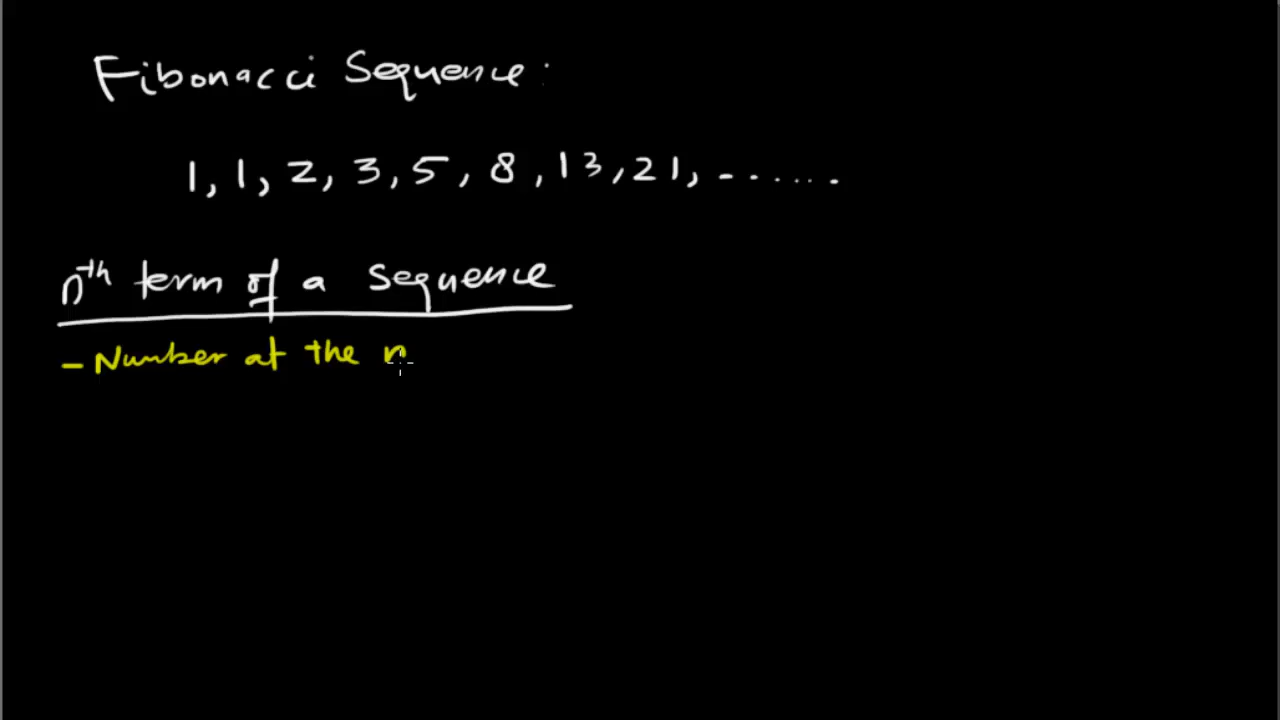 Fibonacci Sequence:
1, 1, 2, 3, 5, 8, 13, 21, -......
nth term of a sequence
- Number at the n